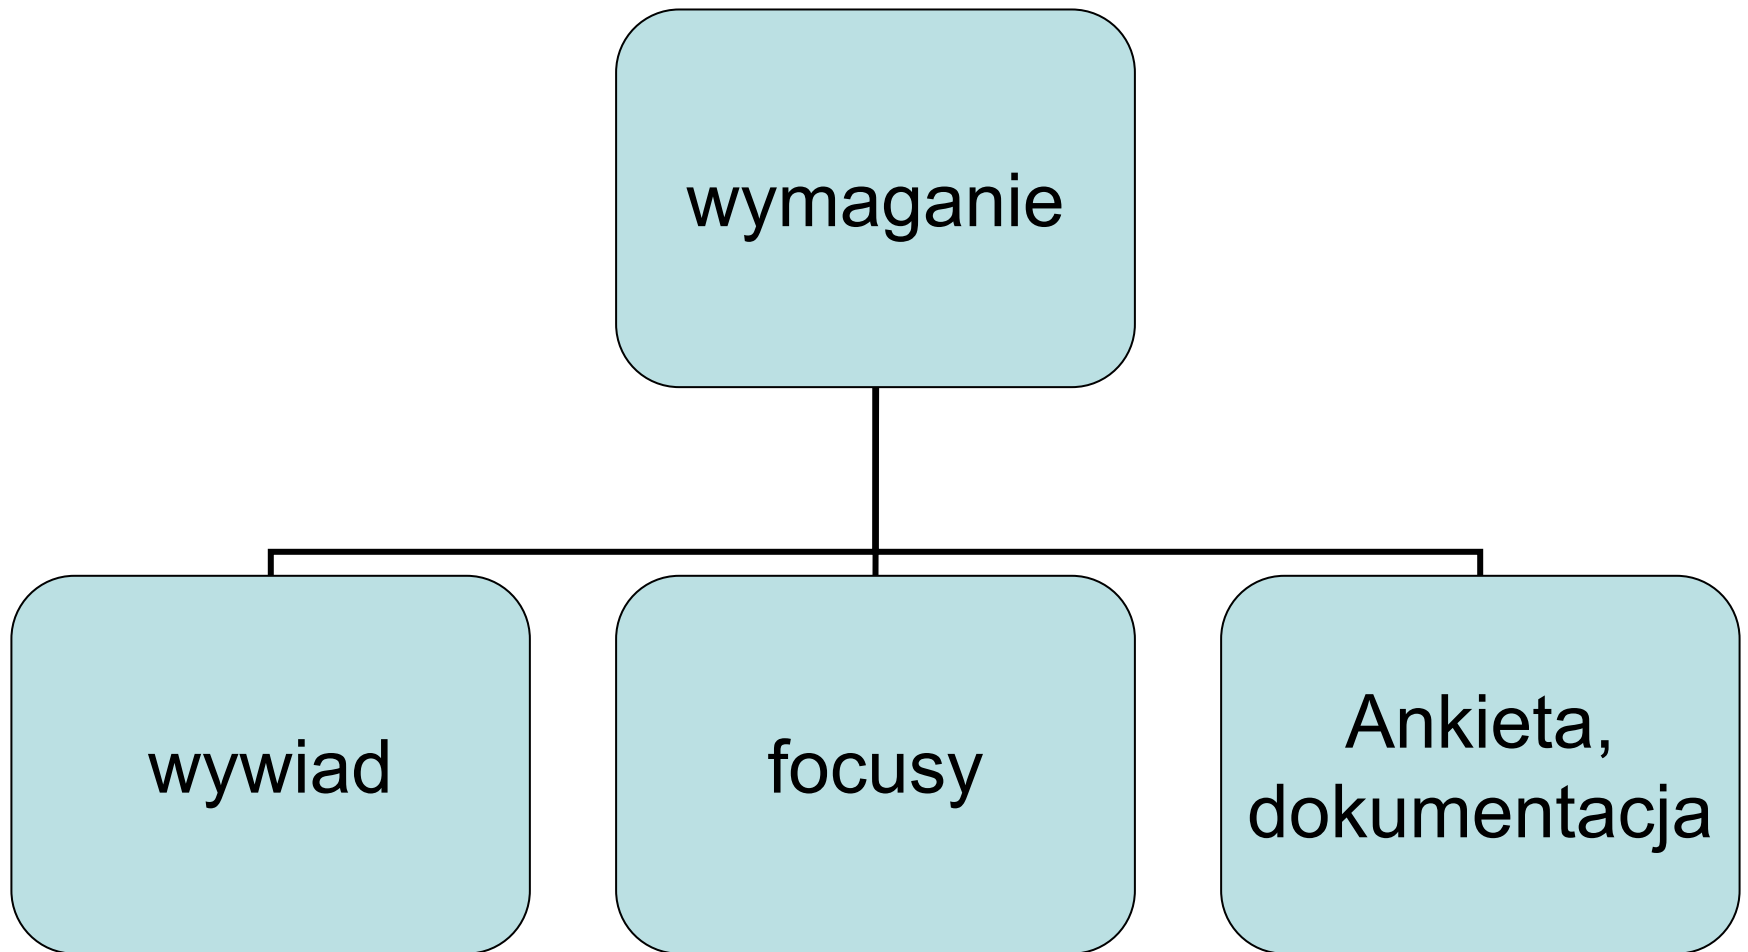 wymaganie
wywiad
focusy
Ankieta,
dokumentacja